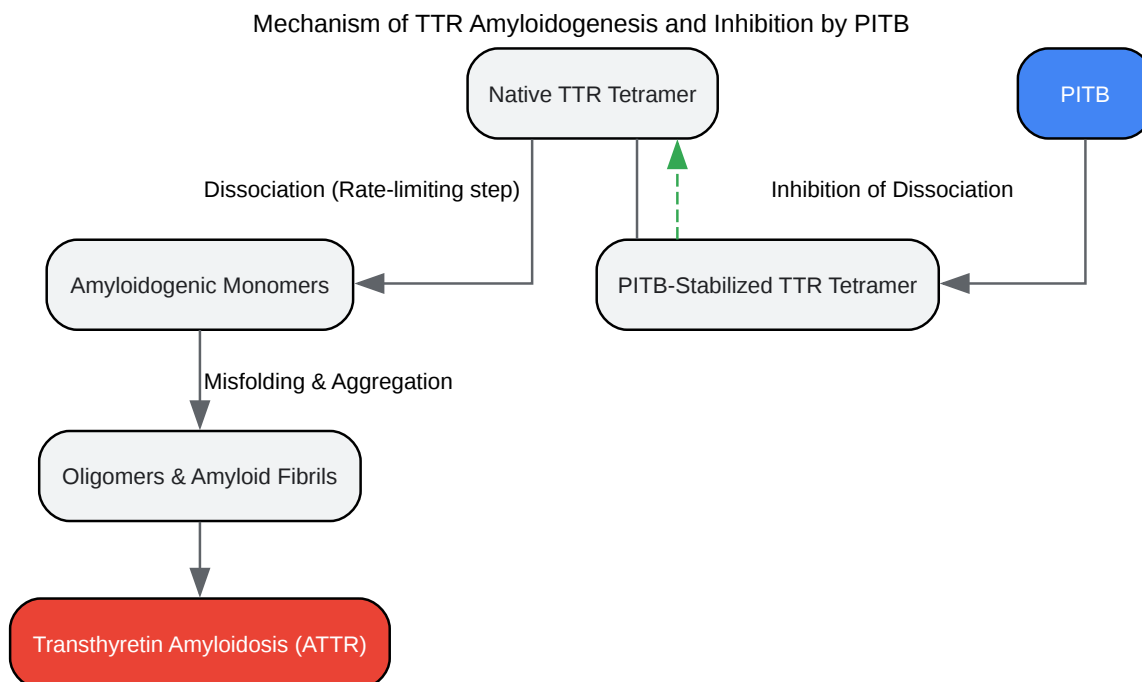 Mechanism of TTR Amyloidogenesis and Inhibition by PITB
Native TTR Tetramer
PITB
Dissociation (Rate-limiting step)
Inhibition of Dissociation
Amyloidogenic Monomers
PITB-Stabilized TTR Tetramer
Misfolding & Aggregation
Oligomers & Amyloid Fibrils
Transthyretin Amyloidosis (ATTR)